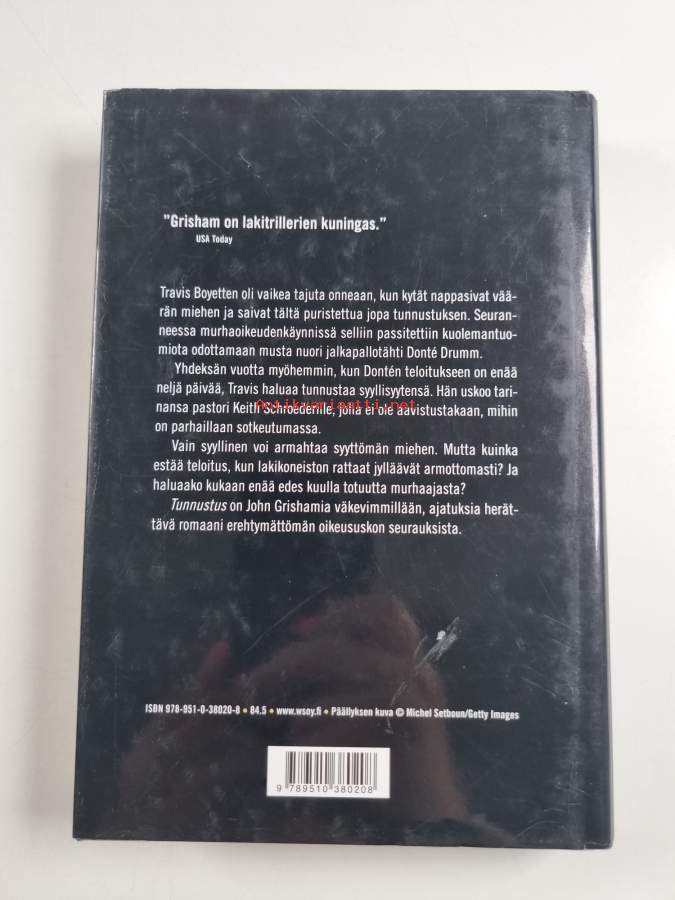 ”Grisham on lakitrillerien kuningas.”
USA Today
Travis Boyetten oli vaikea tajuta onneaan, kun kytät nappasivat vää-
rän miehen ja saivat tältä puristettua jopa tunnustuksen. Seuran-
neessa murhaoikeudenkäynnissä selliin passitettiin kuolemantuo-
miota odottamaan musta nuori jalkapallotähti Donté Drumm.
Yhdeksän vuotta myöhemmin, kun Dontén teloitukseen on enää
neljä päivää, Travis haluaa tunnustaa syyllisyytensä. Hän uskoo tari-
nansa pastori Keith Schroederille, jolla ei ole aavistustakaan, mihin
Antikvariaatti.net
on parhaillaan sotkeutumassa.
Vain syyllinen voi armahtaa syyttömän miehen. Mutta kuinka
estää teloitus, kun lakikoneiston rattaat jylläävät armottomasti? Ja
haluaako kukaan enää edes kuulla totuutta murhaajasta?
Tunnustus on John Grishamia väkevimmillään, ajatuksia herät-
tävä romaani erehtymättömän oikeususkon seurauksista.
ISBN 978-951-0-38020-8 • 84.5 • www.wsoy.fi • Päällyksen kuva © Michel Setboun/Getty Images
9 789510 380208